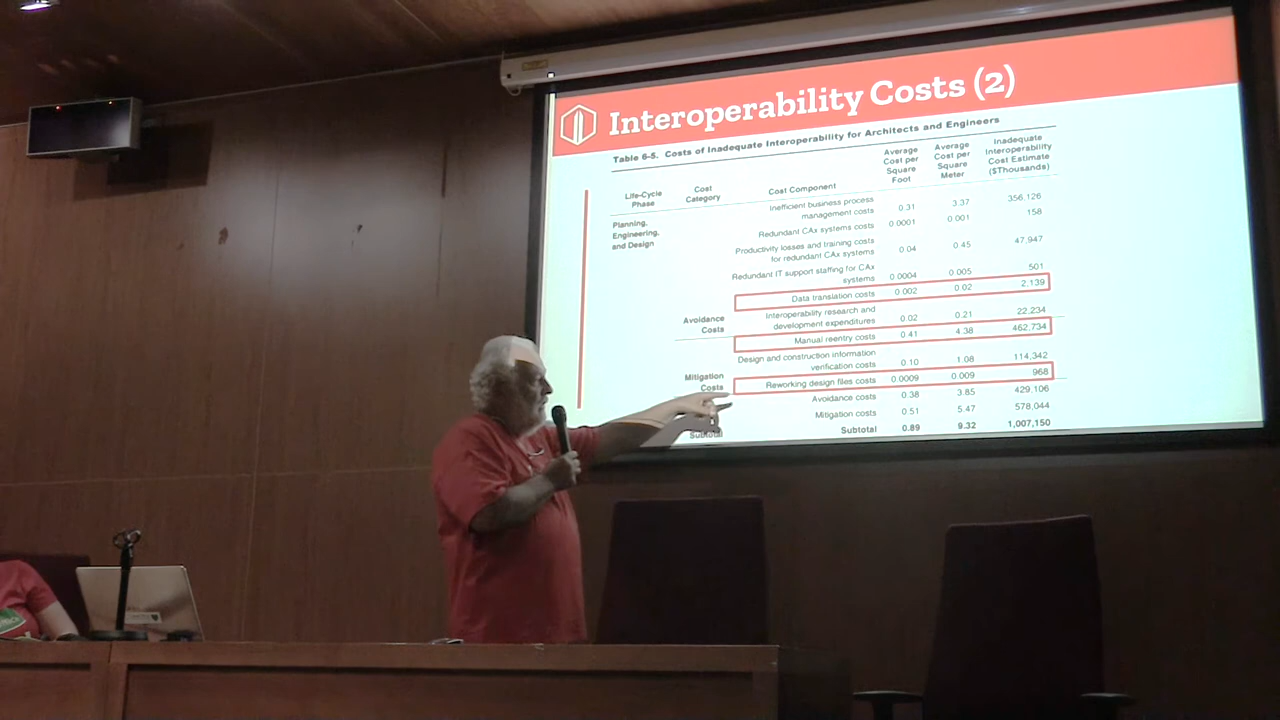 Interoperability Costs (2)
Table 6-5. Costs of Inadequate Interoperability for Architects and Engineers
Life-Cycle Phase
Cost Category
Cost Component
Average Cost per Square Foot
Average Cost per Square Meter
Inadequate Interoperability Cost Estimate ($Thousands)
Planning,
Engineering,
and Design
Inefficient business process
management costs 0.31 3.37 356,126
Redundant CAx systems costs 0.0001 0.001 158
Productivity losses and training costs
for redundant CAx systems 0.04 0.45 47,947
Redundant IT support staffing for CAx
systems 0.0004 0.005 501
Data translation costs 0.002 0.02 2,139
Avoidance
Costs
Interoperability research and
development expenditures 0.02 0.21 22,234
Manual reentry costs 0.41 4.38 462,734
Design and construction information
verification costs 0.10 1.08 114,342
Mitigation
Costs
Reworking design files costs 0.0009 0.009 968
Avoidance costs 0.38 3.85 429,106
Mitigation costs 0.51 5.47 578,044
Subtotal Subtotal 0.89 9.32 1,007,150